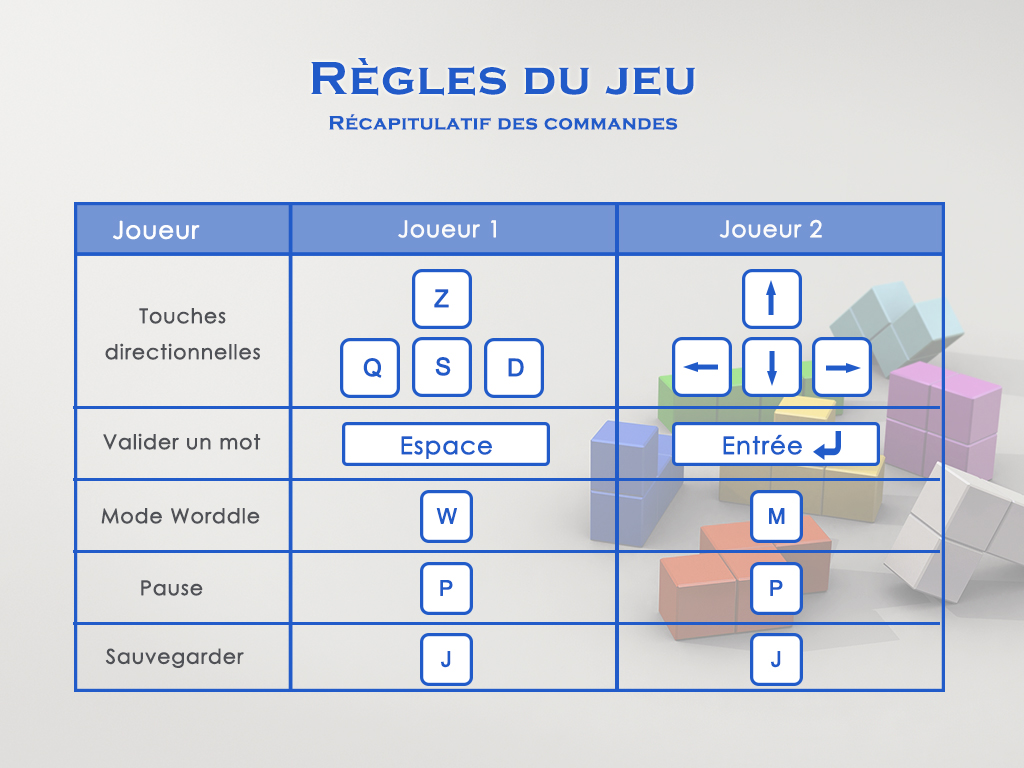 Règles du jeu
Récapitulatif des commandes
Joueur Joueur 1 Joueur 2
Touches directionnelles
Z
Q S D
↑
← ↓ →
Valider un mot Espace Entrée ↵
Mode Worddle W M
Pause P P
Sauvegarder J J